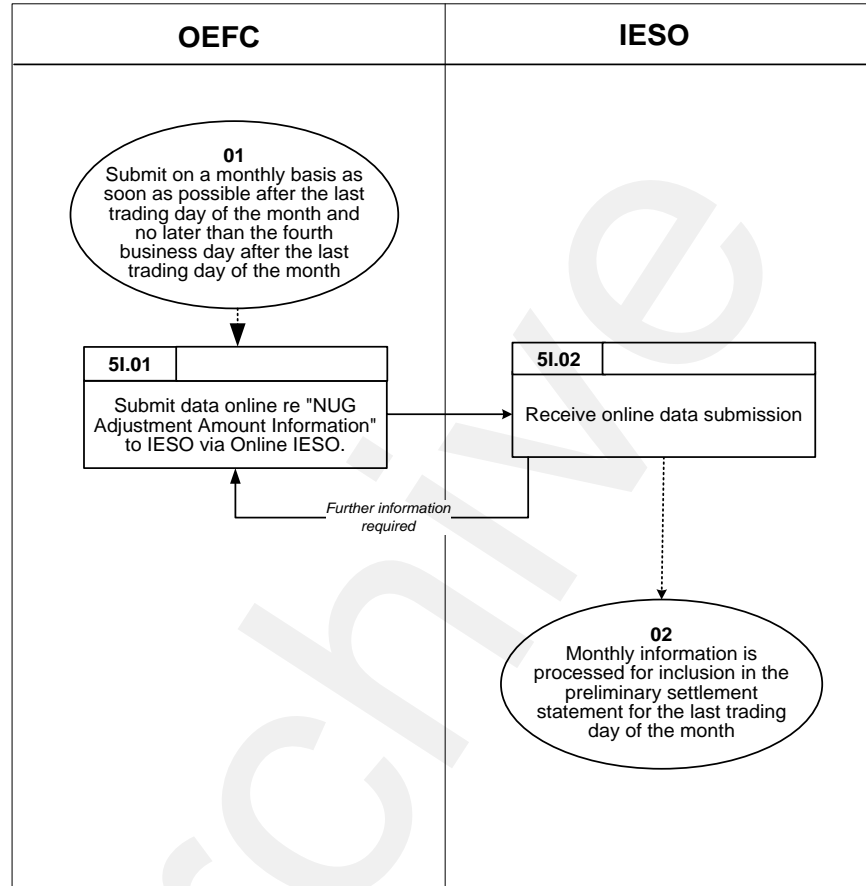 OEFC
IESO
01
Submit on a monthly basis as
soon as possible after the last
trading day of the month and
no later than the fourth
business day after the last
trading day of the month
5I.01
Submit data online re "NUG
Adjustment Amount Information"
to IESO via Online IESO.
5I.02
Receive online data submission
Further information
required
02
Monthly information is
processed for inclusion in the
preliminary settlement
statement for the last trading
day of the month
chive